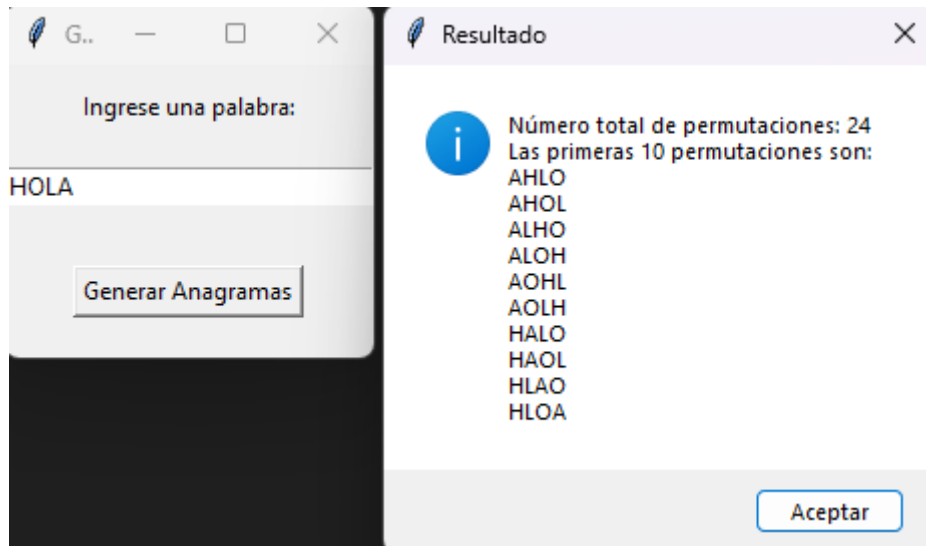 G..
Ingrese una palabra:
HOLA
Generar Anagramas
Resultado
Número total de permutaciones: 24
Las primeras 10 permutaciones son:
AHLO
AHOL
ALHO
ALOH
AOHL
AOLH
HALO
HAOL
HLAO
HLOA
Aceptar